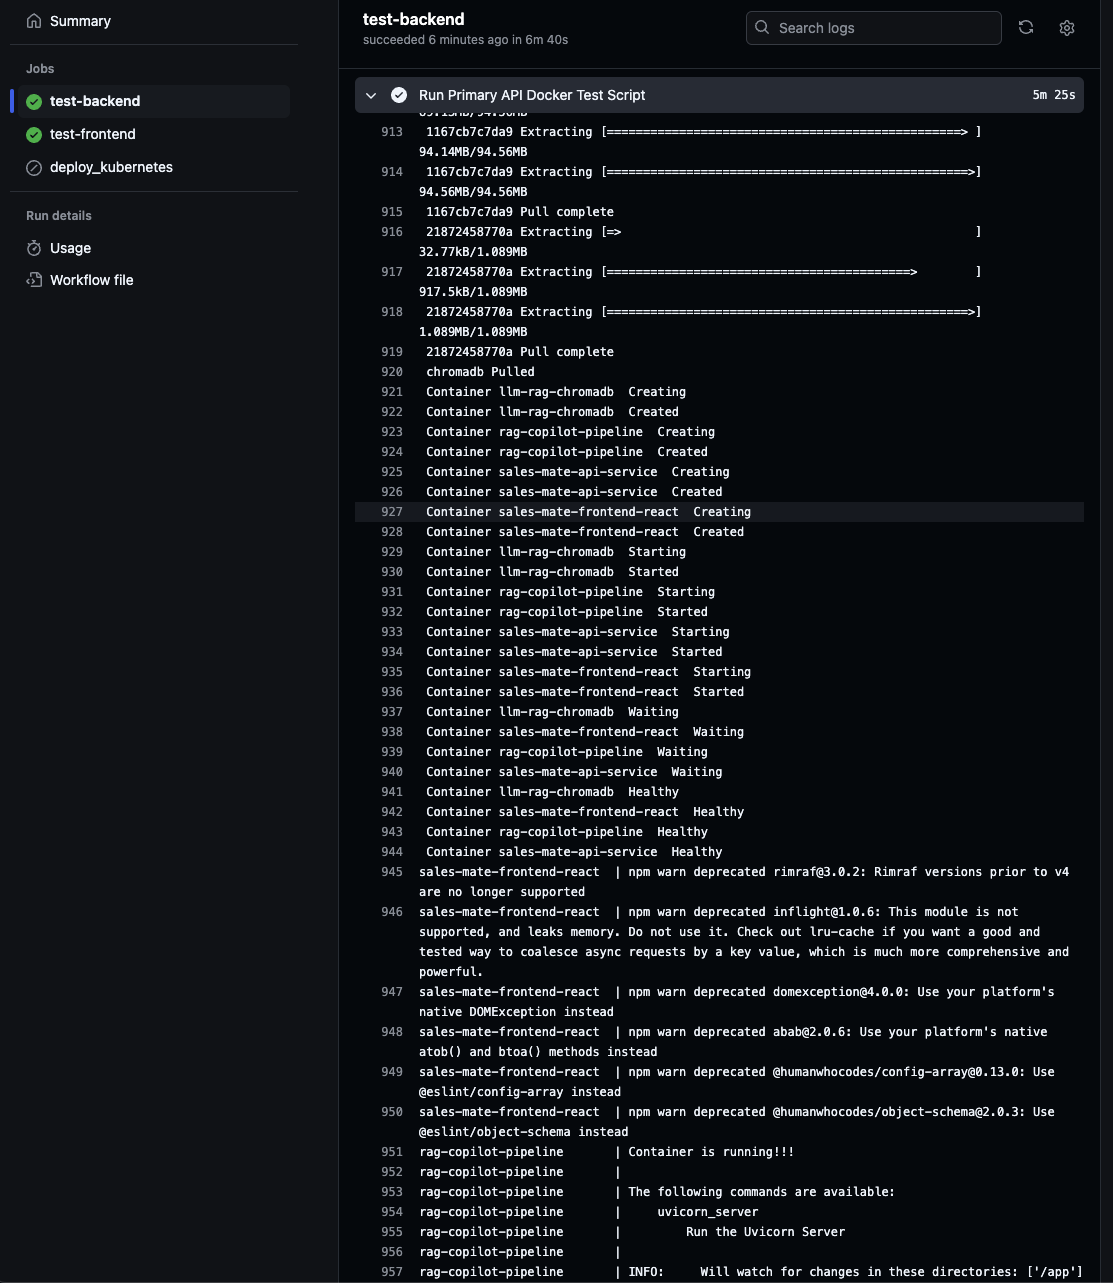 Summary
Jobs
test-backend
test-frontend
deploy_kubernetes
Run details
Usage
Workflow file
test-backend
succeeded 6 minutes ago in 6m 40s
Search logs
Run Primary API Docker Test Script 5m 25s
913 1167cb7c7da9 Extracting [=================================================> ]
94.14MB/94.56MB
914 1167cb7c7da9 Extracting [==================================================>]
94.56MB/94.56MB
915 1167cb7c7da9 Pull complete
916 21872458770a Extracting [=> ]
32.77kB/1.089MB
917 21872458770a Extracting [==========================================> ]
917.5kB/1.089MB
918 21872458770a Extracting [==================================================>]
1.089MB/1.089MB
919 21872458770a Pull complete
920 chromadb Pulled
921 Container llm-rag-chromadb Creating
922 Container llm-rag-chromadb Created
923 Container rag-copilot-pipeline Creating
924 Container rag-copilot-pipeline Created
925 Container sales-mate-api-service Creating
926 Container sales-mate-api-service Created
927 Container sales-mate-frontend-react Creating
928 Container sales-mate-frontend-react Created
929 Container llm-rag-chromadb Starting
930 Container llm-rag-chromadb Started
931 Container rag-copilot-pipeline Starting
932 Container rag-copilot-pipeline Started
933 Container sales-mate-api-service Starting
934 Container sales-mate-api-service Started
935 Container sales-mate-frontend-react Starting
936 Container sales-mate-frontend-react Started
937 Container llm-rag-chromadb Waiting
938 Container sales-mate-frontend-react Waiting
939 Container rag-copilot-pipeline Waiting
940 Container sales-mate-api-service Waiting
941 Container llm-rag-chromadb Healthy
942 Container sales-mate-frontend-react Healthy
943 Container rag-copilot-pipeline Healthy
944 Container sales-mate-api-service Healthy
945 sales-mate-frontend-react | npm warn deprecated rimraf@3.0.2: Rimraf versions prior to v4
are no longer supported
946 sales-mate-frontend-react | npm warn deprecated inflight@1.0.6: This module is not
supported, and leaks memory. Do not use it. Check out lru-cache if you want a good and
tested way to coalesce async requests by a key value, which is much more comprehensive and
powerful.
947 sales-mate-frontend-react | npm warn deprecated domexception@4.0.0: Use your platform's
native DOMException instead
948 sales-mate-frontend-react | npm warn deprecated abab@2.0.6: Use your platform's native
atob() and btoa() methods instead
949 sales-mate-frontend-react | npm warn deprecated @humanwhocodes/config-array@0.13.0: Use
@eslint/config-array instead
950 sales-mate-frontend-react | npm warn deprecated @humanwhocodes/object-schema@2.0.3: Use
@eslint/object-schema instead
951 rag-copilot-pipeline | Container is running!!!
952 rag-copilot-pipeline |
953 rag-copilot-pipeline | The following commands are available:
954 rag-copilot-pipeline | uvicorn_server
955 rag-copilot-pipeline | Run the Uvicorn Server
956 rag-copilot-pipeline |
957 rag-copilot-pipeline | INFO: Will watch for changes in these directories: ['/app']